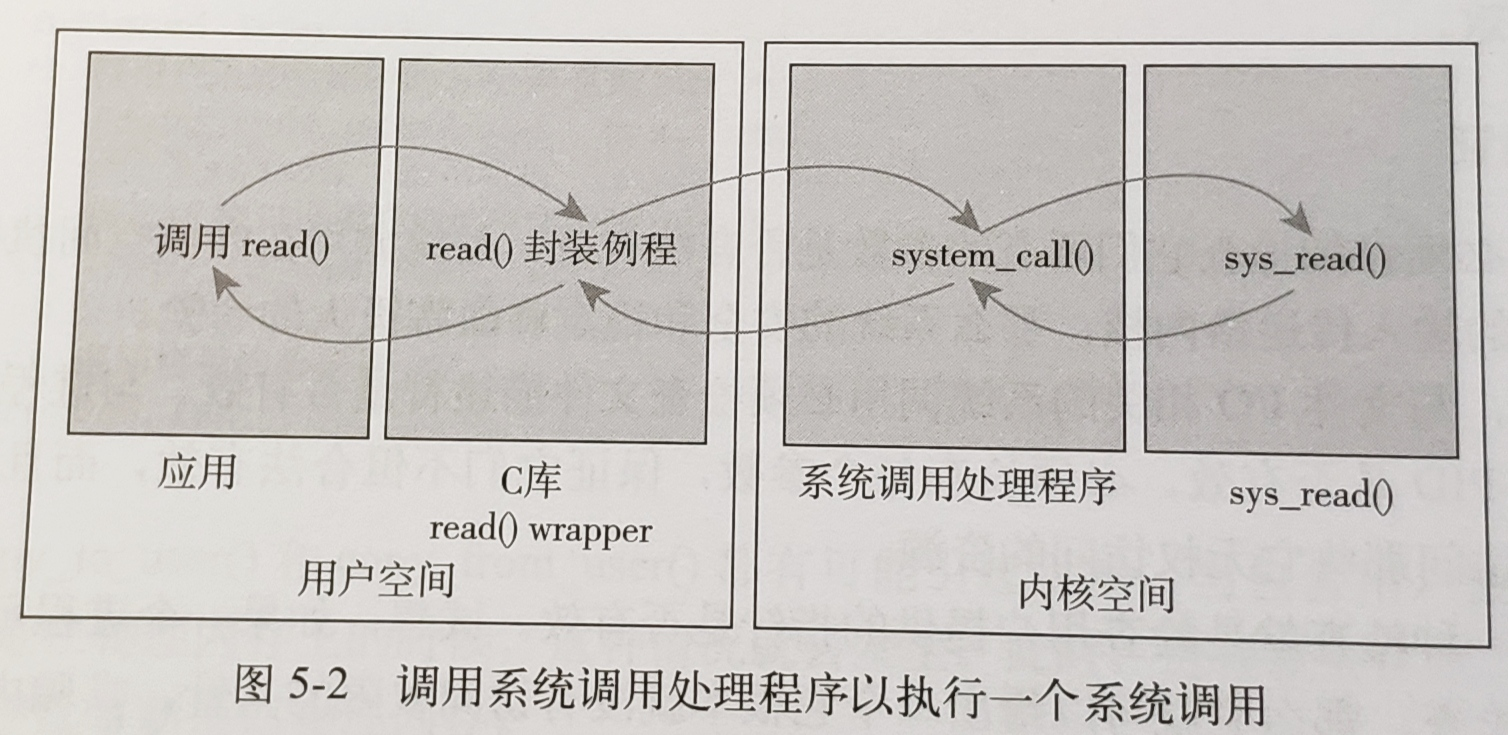 调用 read()
read() 封装例程
system_call()
sys_read()
应用
C库
read() wrapper
用户空间
系统调用处理程序
sys_read()
内核空间
图 5-2 调用系统调用处理程序以执行一个系统调用